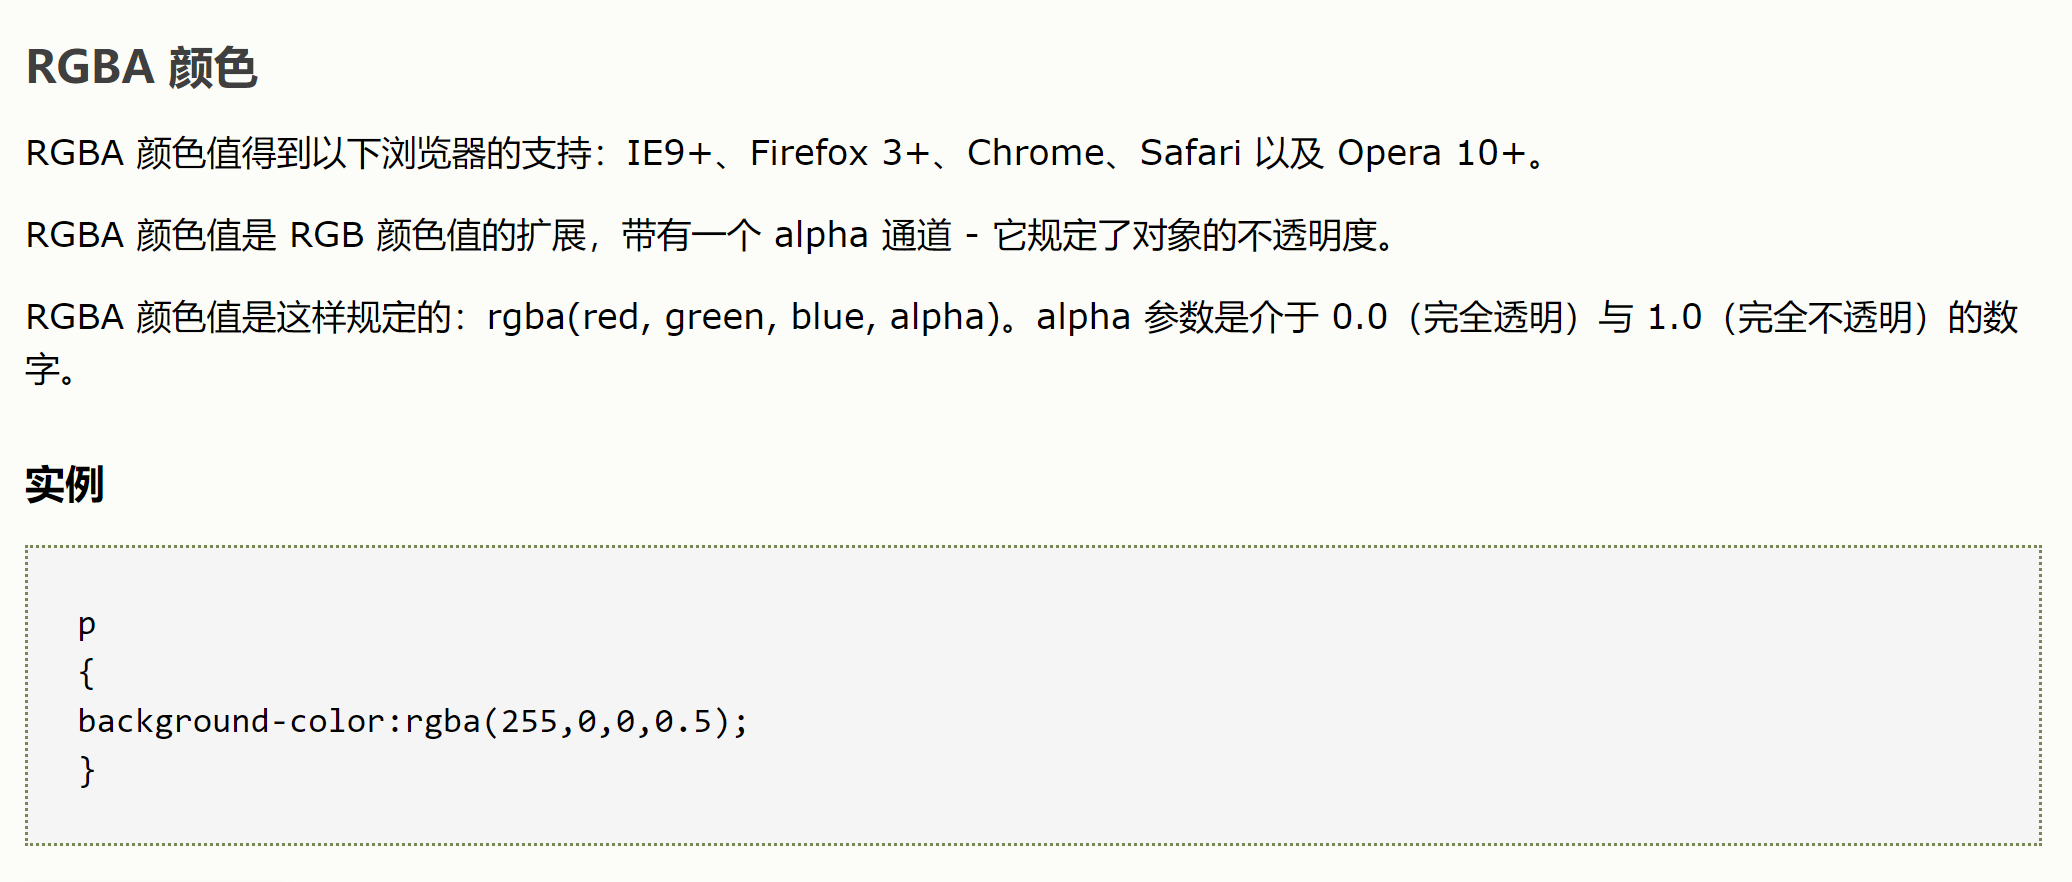 RGBA 颜色
RGBA 颜色值得到以下浏览器的支持：IE9+、Firefox 3+、Chrome、Safari 以及 Opera 10+。
RGBA 颜色值是 RGB 颜色值的扩展，带有一个 alpha 通道 - 它规定了对象的不透明度。
RGBA 颜色值是这样规定的：rgba(red, green, blue, alpha)。alpha 参数是介于 0.0（完全透明）与 1.0（完全不透明）的数
字。
实例
p
{
background-color:rgba(255,0,0,0.5);
}